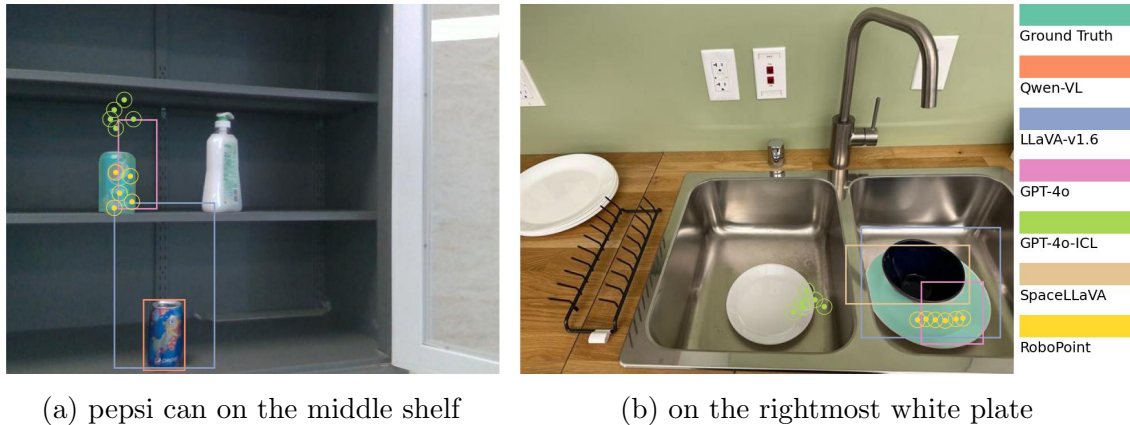 Ground Truth
Qwen-VL
LLaVA-v1.6
GPT-4o
GPT-4o-ICL
SpaceLLaVA
RoboPoint
(a) pepsi can on the middle shelf
(b) on the rightmost white plate